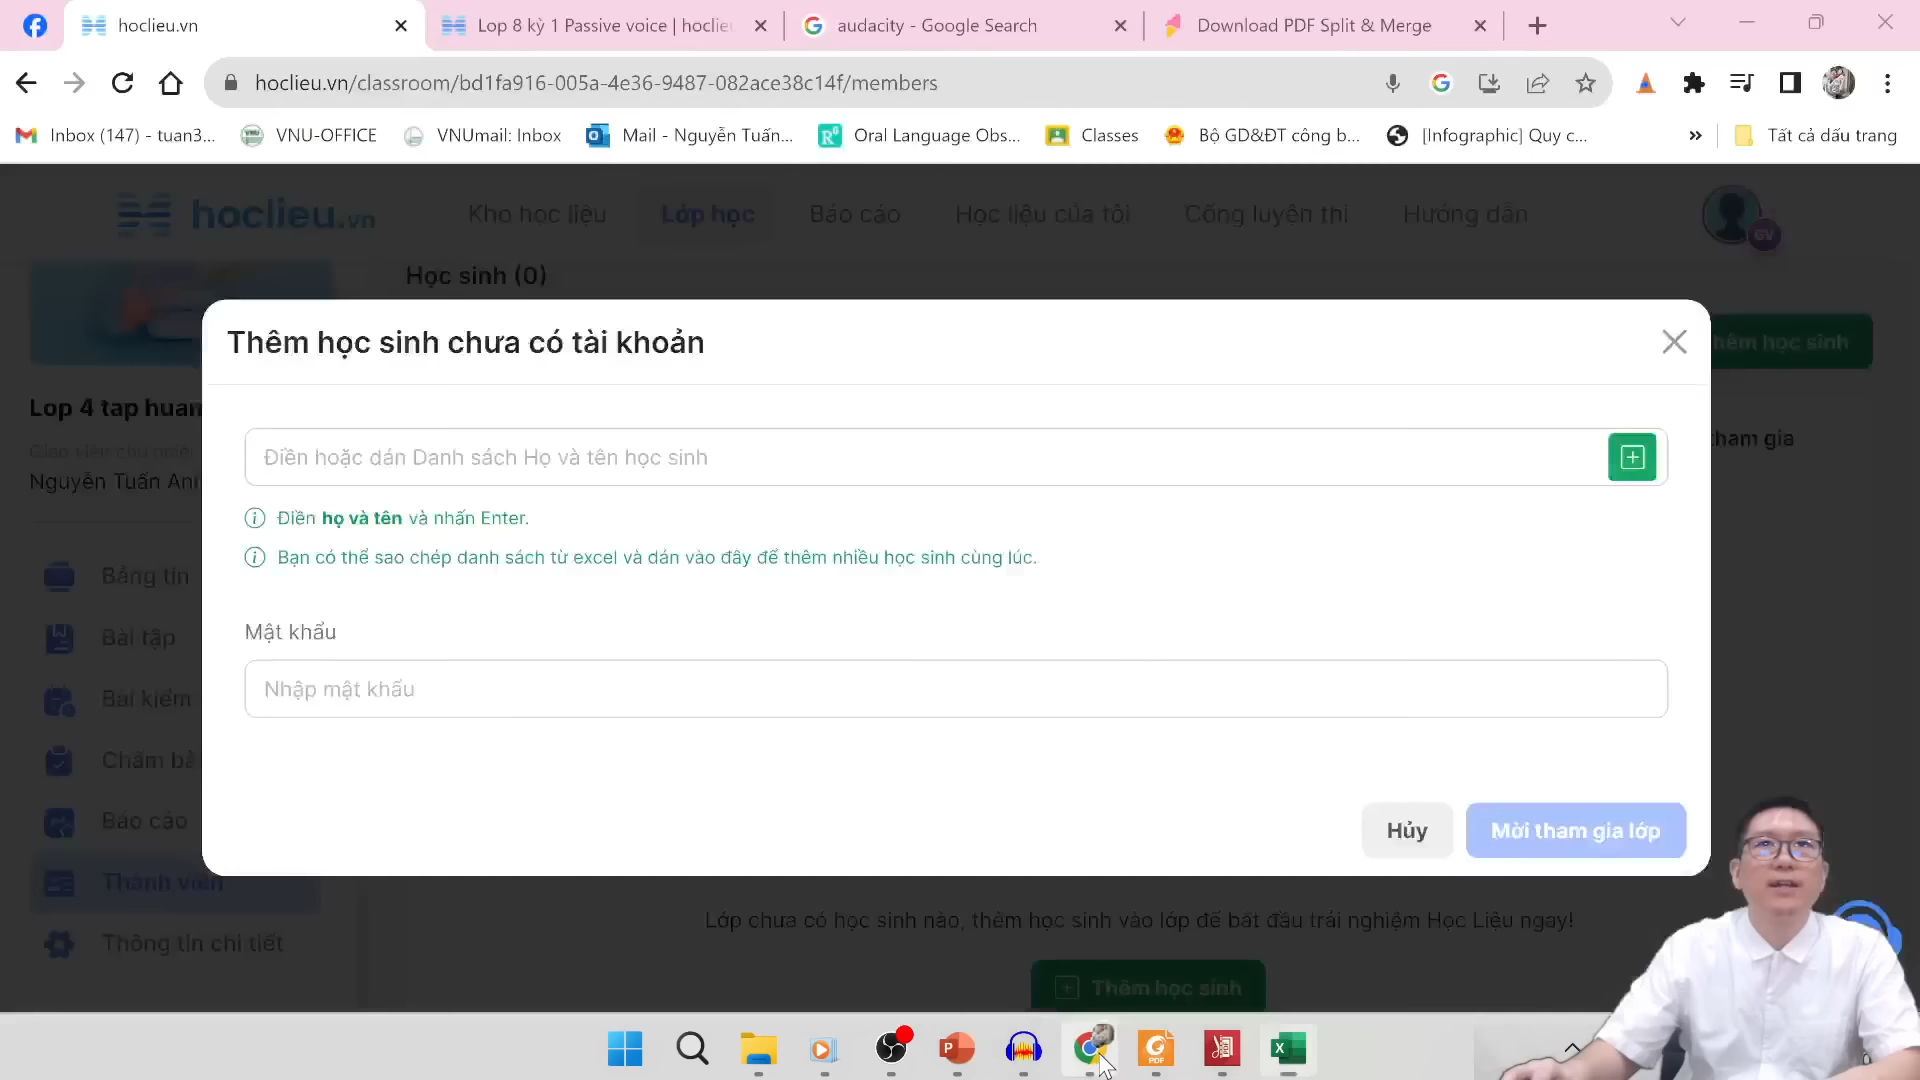 hoclieu.vn
Lop 8 kỳ 1 Passive voice | hoclie
audacity - Google Search
Download PDF Split & Merge
hoclieu.vn/classroom/bd1fa916-005a-4e36-9487-082ace38c14f/members
Inbox (147) - tuan3...
VNU-OFFICE
VNUmail: Inbox
Mail - Nguyễn Tuấn...
Oral Language Obs...
Classes
Bộ GD&ĐT công b...
[Infographic] Quy c...
»
Tất cả dấu trang
hoclieu.vn
Kho học liệu
Lớp học
Báo cáo
Học liệu của tôi
Cổng luyện thi
Hướng dẫn
GV
Học sinh (0)
Thêm học sinh chưa có tài khoản
hêm học sinh
Lop 4 tap huan
Điền hoặc dán Danh sách Họ và tên học sinh
tham gia
Giáo viên chủ nhiệ
Nguyễn Tuấn An
Điền họ và tên và nhấn Enter.
Bạn có thể sao chép danh sách từ excel và dán vào đây để thêm nhiều học sinh cùng lúc.
Bảng tin
Mật khẩu
Bài tập
Nhập mật khẩu
Bài kiểm
Chấm bà
Báo cáo
Hủy
Mời tham gia lớp
Thành viên
Lớp chưa có học sinh nào, thêm học sinh vào lớp để bắt đầu trải nghiệm Học Liệu ngay!
Thông tin chi tiết
Thêm học sinh